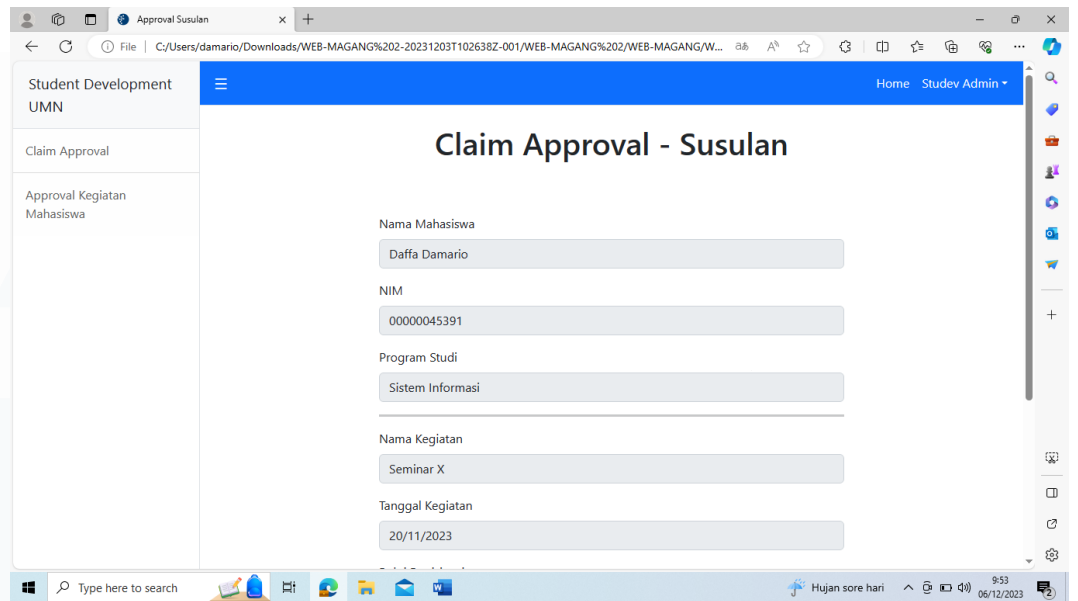 Approval Susulan
File
C:/Users/damario/Downloads/WEB-MAGANG%202-20231203T102638Z-001/WEB-MAGANG%202/WEB-MAGANG/W...
Student Development
UMN
Home Studev Admin
Claim Approval
Approval Kegiatan
Mahasiswa
Claim Approval - Susulan
Nama Mahasiswa
Daffa Damario
NIM
00000045391
Program Studi
Sistem Informasi
Nama Kegiatan
Seminar X
Tanggal Kegiatan
20/11/2023
Type here to search
Hujan sore hari
9:53
06/12/2023